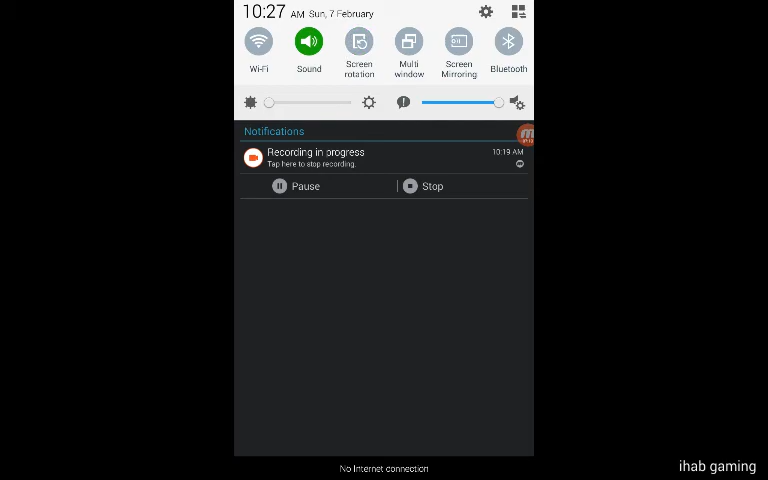 10:27 AM Sun, 7 February
Wi-Fi
Sound
Screen
rotation
Multi
window
Screen
Mirroring
Bluetooth
Notifications
Recording in progress
10:19 AM
Tap here to stop recording.
Pause
Stop
No Internet connection
ihab gaming